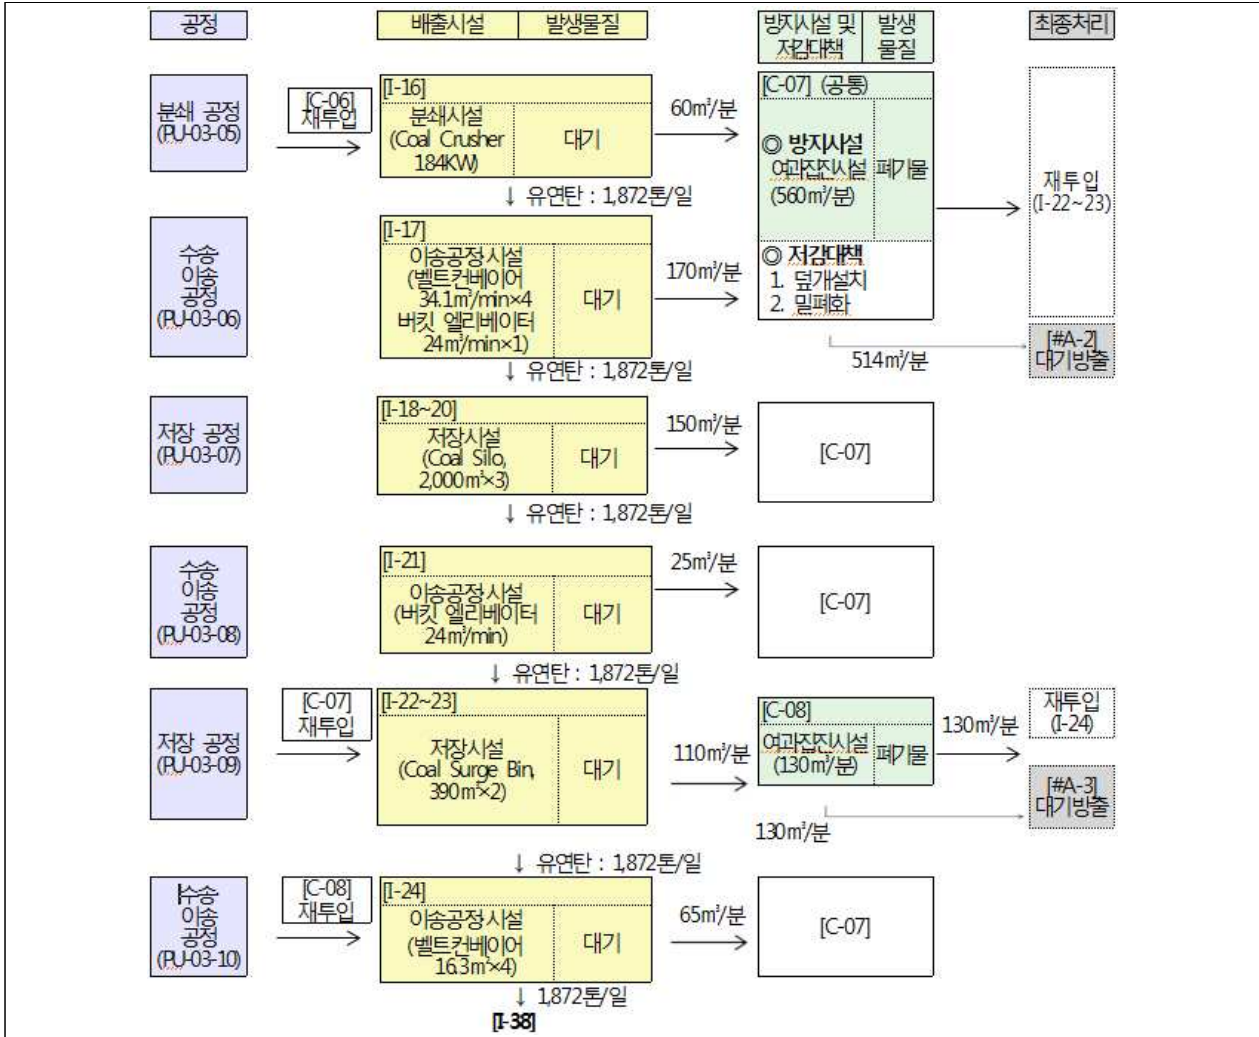 공정
배출시설
발생물질
방지시설 및
저감대책
발생
물질
최종처리
분쇄 공정
(PU-03-05)
[C-06]
재투입
[I-16]
분쇄시설
(Coal Crusher
184KW)
대기
60㎥/분
[C-07] (공통)
◎ 방지시설
여과집진시설
(560㎥/분)
폐기물
◎ 저감대책
1. 덮개설치
2. 밀폐화
재투입
(I-22~23)
↓ 유연탄 : 1,872톤/일
수송
이송
공정
(PU-03-06)
[I-17]
이송공정시설
(벨트컨베이어
34.1㎥/min×4
버킷 엘리베이터
24㎥/min×1)
대기
170㎥/분
514㎥/분
[#A-2]
대기방출
↓ 유연탄 : 1,872톤/일
저장 공정
(PU-03-07)
[I-18~20]
저장시설
(Coal Silo,
2,000㎥×3)
대기
150㎥/분
[C-07]
↓ 유연탄 : 1,872톤/일
수송
이송
공정
(PU-03-08)
[I-21]
이송공정시설
(버킷 엘리베이터
24㎥/min)
대기
25㎥/분
[C-07]
↓ 유연탄 : 1,872톤/일
저장 공정
(PU-03-09)
[C-07]
재투입
[I-22~23]
저장시설
(Coal Surge Bin,
390㎥×2)
대기
110㎥/분
[C-08]
여과집진시설
(130㎥/분)
폐기물
130㎥/분
재투입
(I-24)
130㎥/분
[#A-3]
대기방출
↓ 유연탄 : 1,872톤/일
수송
이송
공정
(PU-03-10)
[C-08]
재투입
[I-24]
이송공정시설
(벨트컨베이어
16.3㎥×4)
대기
65㎥/분
[C-07]
↓ 1,872톤/일
[I-38]